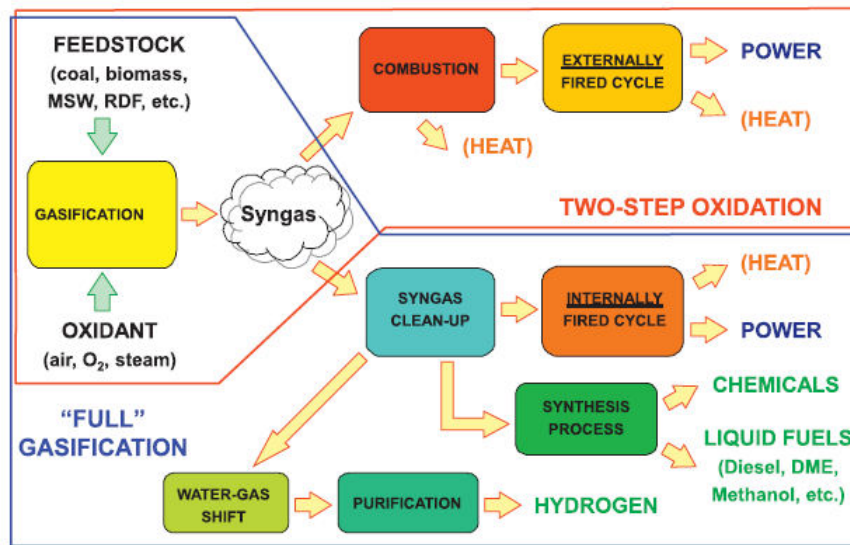 FEEDSTOCK
(coal, biomass,
MSW, RDF, etc.)
GASIFICATION
OXIDANT
(air, O₂, steam)
Syngas
COMBUSTION
(HEAT)
EXTERNALLY
FIRED CYCLE
POWER
(HEAT)
TWO-STEP OXIDATION
SYNGAS
CLEAN-UP
INTERNALLY
FIRED CYCLE
(HEAT)
POWER
SYNTHESIS
PROCESS
CHEMICALS
LIQUID FUELS
(Diesel, DME,
Methanol, etc.)
“FULL”
GASIFICATION
WATER-GAS
SHIFT
PURIFICATION
HYDROGEN